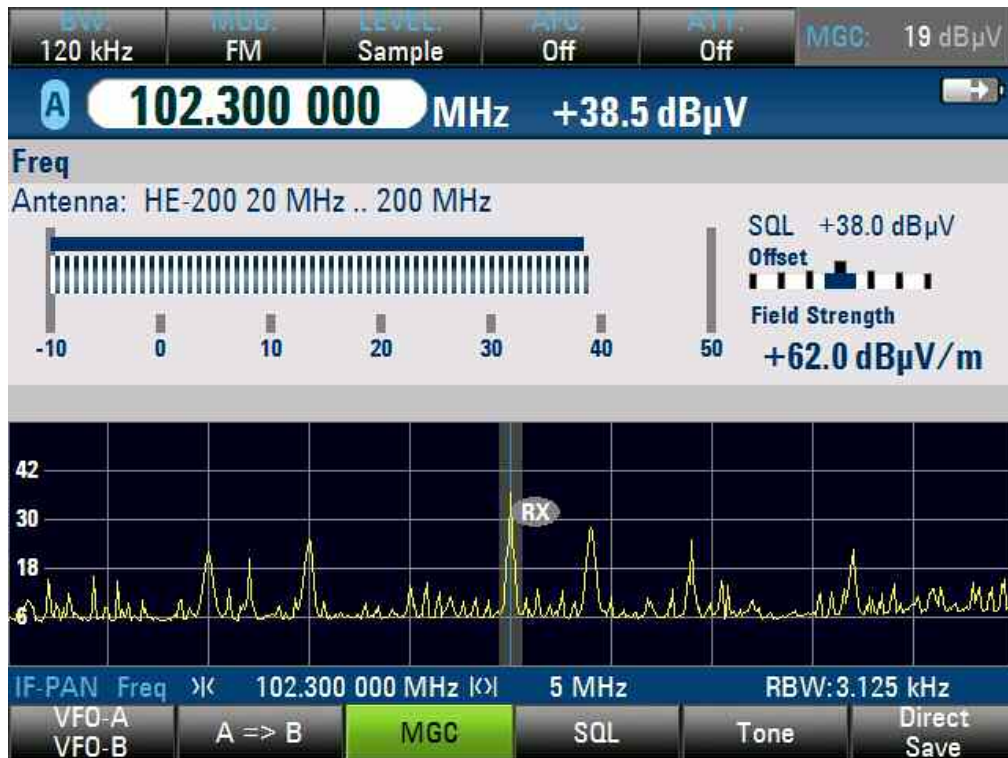 BW: MOD: LEVEL: AFC: ATT: MGC: 19 dBµV
120 kHz FM Sample Off Off
A 102.300 000 MHz +38.5 dBµV
Freq
Antenna: HE-200 20 MHz .. 200 MHz
SQL +38.0 dBµV
Offset
Field Strength
-10 0 10 20 30 40 50
+62.0 dBµV/m
42
30
RX
18
6
IF-PAN Freq 102.300 000 MHz 5 MHz RBW:3.125 kHz
VFO-A
VFO-B
A => B
MGC
SQL
Tone
Direct
Save